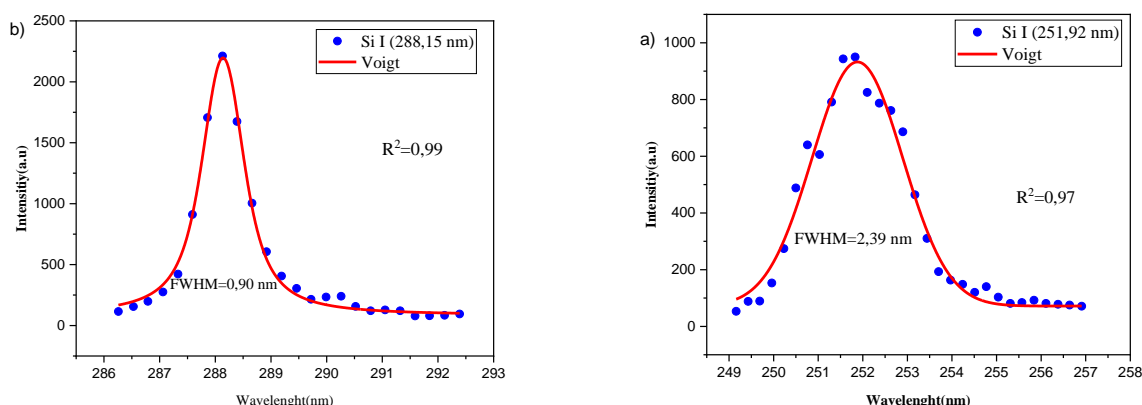 b)
Si I (288,15 nm)
Voigt
R²=0,99
FWHM=0,90 nm
Intensitiy(a.u)
2500
2000
1500
1000
500
0
286 287 288 289 290 291 292 293
Wavelenght(nm)
a)
Si I (251,92 nm)
Voigt
R²=0,97
FWHM=2,39 nm
Intensitiy(a.u)
1000
800
600
400
200
0
249 250 251 252 253 254 255 256 257 258
Wavelenght(nm)